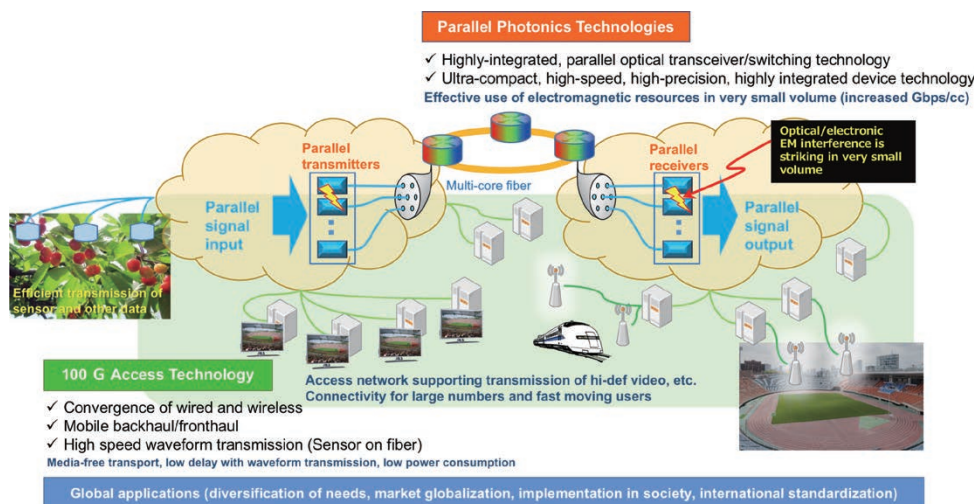 Parallel Photonics Technologies
✓ Highly-integrated, parallel optical transceiver/switching technology
✓ Ultra-compact, high-speed, high-precision, highly integrated device technology
Effective use of electromagnetic resources in very small volume (increased Gbps/cc)
Optical/electronic
EM interference is
striking in very small
volume
Parallel
transmitters
Multi-core fiber
Parallel
receivers
Parallel
signal
input
Parallel
signal
output
Efficient transmission of
sensor and other data
100 G Access Technology
✓ Convergence of wired and wireless
✓ Mobile backhaul/fronthaul
✓ High speed waveform transmission (Sensor on fiber)
Media-free transport, low delay with waveform transmission, low power consumption
Access network supporting transmission of hi-def video, etc.
Connectivity for large numbers and fast moving users
Global applications (diversification of needs, market globalization, implementation in society, international standardization)